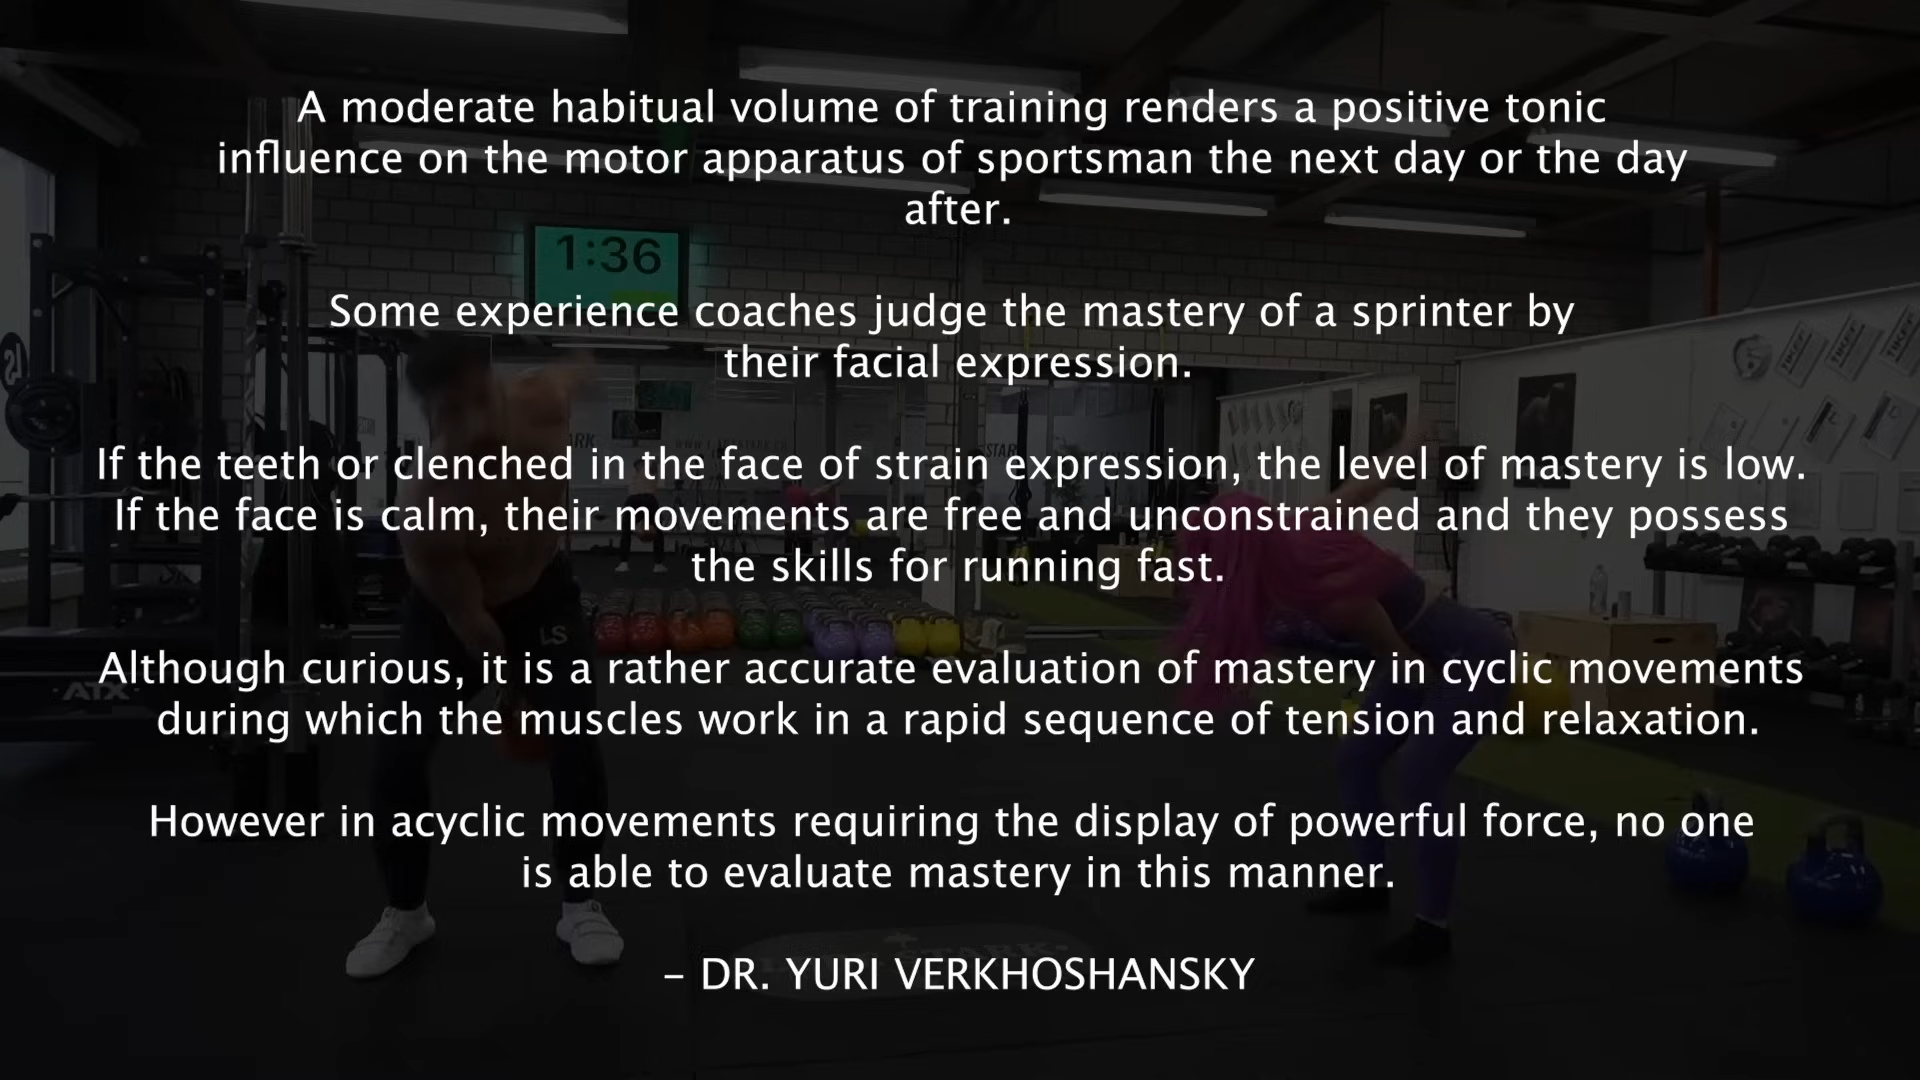 A moderate habitual volume of training renders a positive tonic
influence on the motor apparatus of sportsman the next day or the day
after.
1:36
Some experience coaches judge the mastery of a sprinter by
their facial expression.
If the teeth or clenched in the face of strain expression, the level of mastery is low.
If the face is calm, their movements are free and unconstrained and they possess
the skills for running fast.
Although curious, it is a rather accurate evaluation of mastery in cyclic movements
during which the muscles work in a rapid sequence of tension and relaxation.
However in acyclic movements requiring the display of powerful force, no one
is able to evaluate mastery in this manner.
– DR. YURI VERKHOSHANSKY
LS
ATX